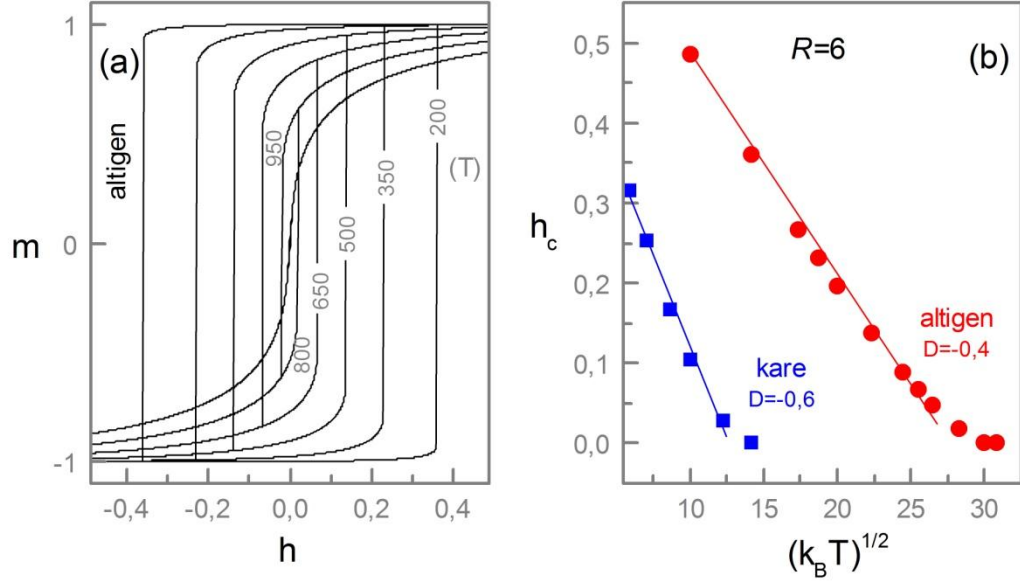 (a)
altigen
m
1
0
-1
-0,4
-0,2
0,0
0,2
0,4
h
950
800
650
500
350
200
(T)
(b)
R=6
h_c
0,5
0,4
0,3
0,2
0,1
0,0
altigen
D=-0,4
kare
D=-0,6
10
15
20
25
30
(k_BT)^1/2